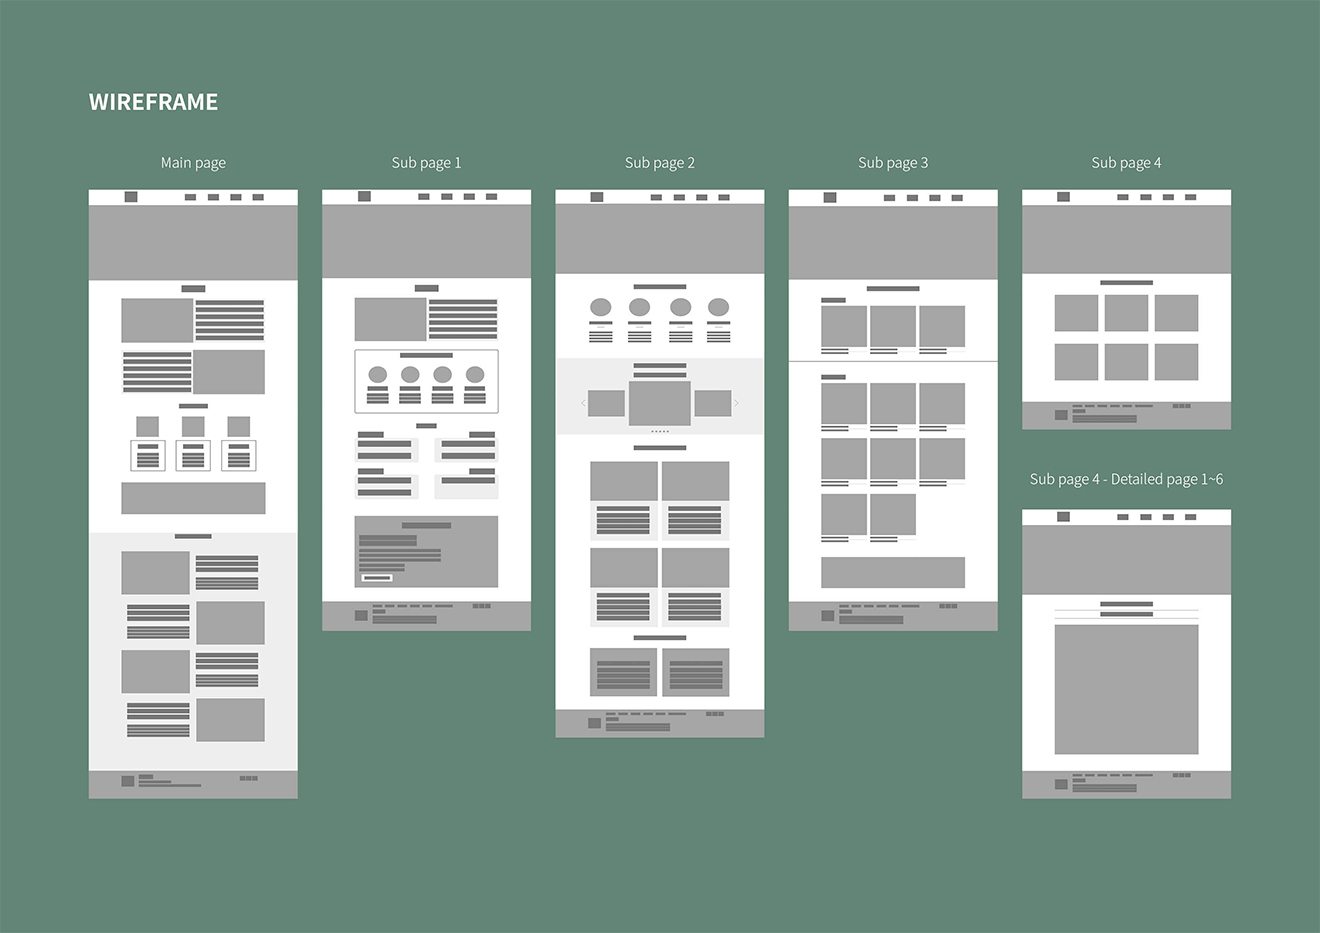 WIREFRAME
Main page
Sub page 1
Sub page 2
Sub page 3
Sub page 4
Sub page 4 - Detailed page 1~6